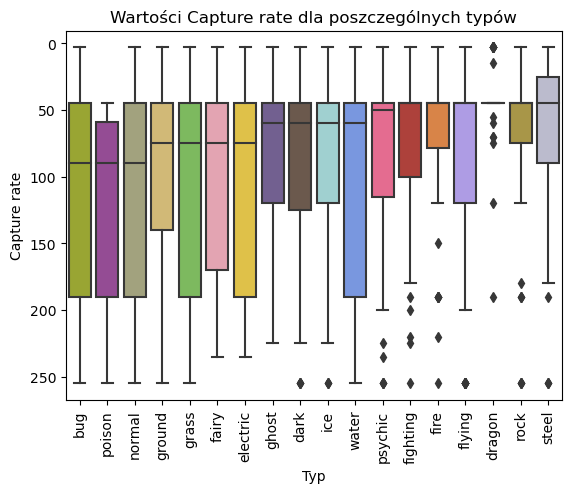 Wartości Capture rate dla poszczególnych typów
Capture rate
0
50
100
150
200
250
bug
poison
normal
ground
grass
fairy
electric
ghost
dark
ice
water
psychic
fighting
fire
flying
dragon
rock
steel
Typ